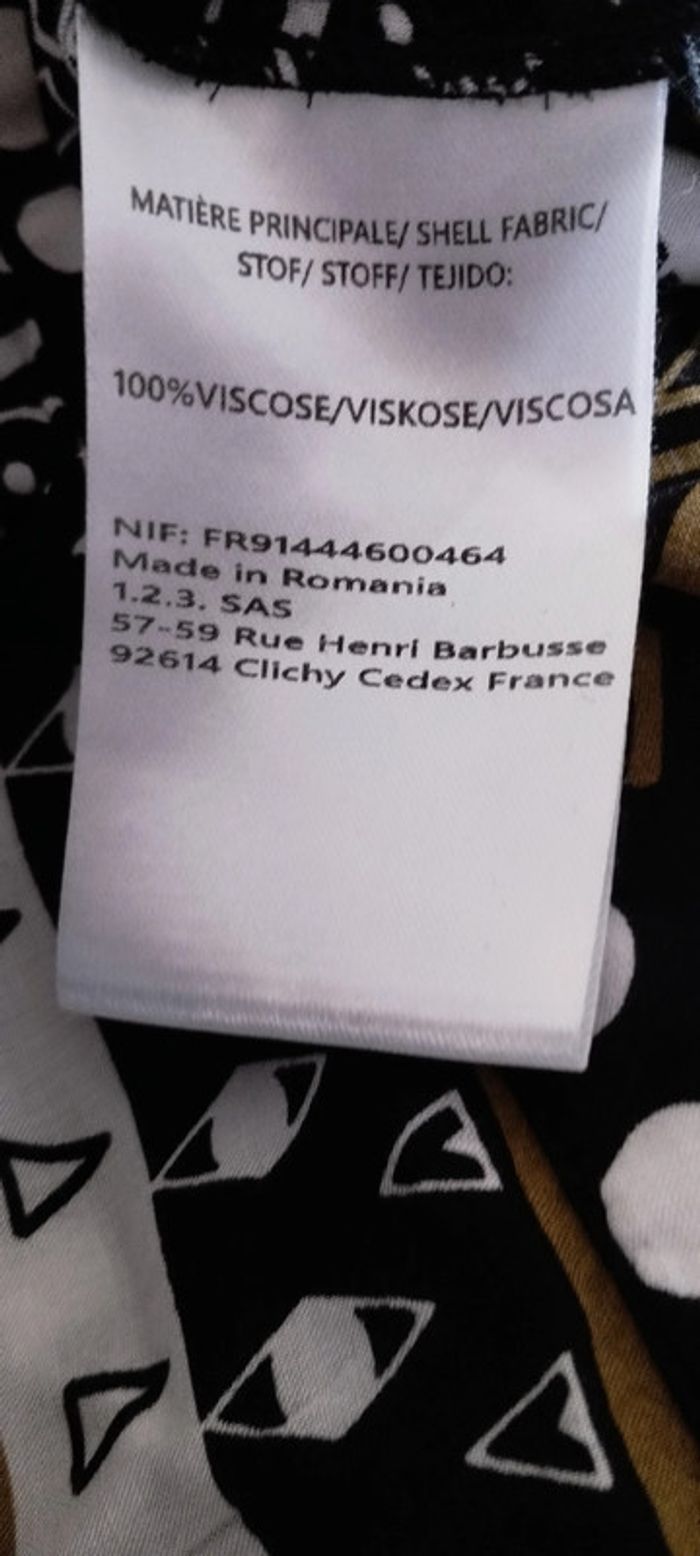 MATIÈRE PRINCIPALE/ SHELL FABRIC/
STOF/ STOFF/ TEJIDO:
100%VISCOSE/VISKOSE/VISCOSA
NIF: FR91444600464
Made in Romania
1.2.3. SAS
57-59 Rue Henri Barbusse
92614 Clichy Cedex France